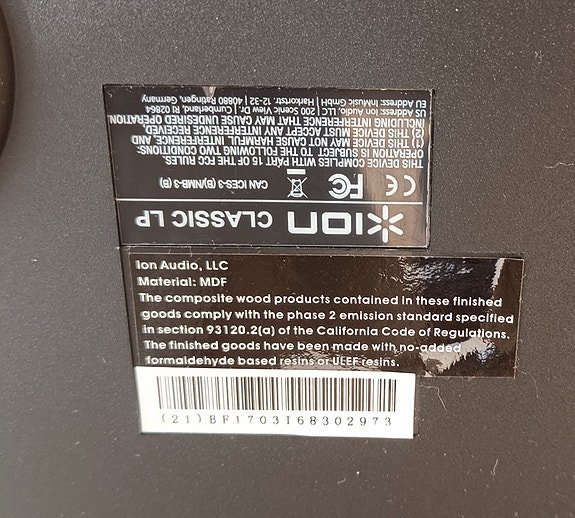 ION CLASSIC LP
CE FC CAN ICES-3 (B)/NMB-3 (B)
THIS DEVICE COMPLIES WITH PART 15 OF THE FCC RULES.
OPERATION IS SUBJECT TO THE FOLLOWING TWO CONDITIONS:
(1) THIS DEVICE MAY NOT CAUSE HARMFUL INTERFERENCE, AND
(2) THIS DEVICE MUST ACCEPT ANY INTERFERENCE RECEIVED,
INCLUDING INTERFERENCE THAT MAY CAUSE UNDESIRED OPERATION.
US Address: Ion Audio, LLC, 200 Scenic View Dr. Cumberland, RI 02864
EU Address: InMusic GmbH | Harkortstr. 12-32 | 40880 Ratingen, Germany
Ion Audio, LLC
Material: MDF
The composite wood products contained in these finished
goods comply with the phase 2 emission standard specified
in section 93120.2(a) of the California Code of Regulations.
The finished goods have been made with no-added
formaldehyde based resins or ULEF resins.
(21)BF1703168302973